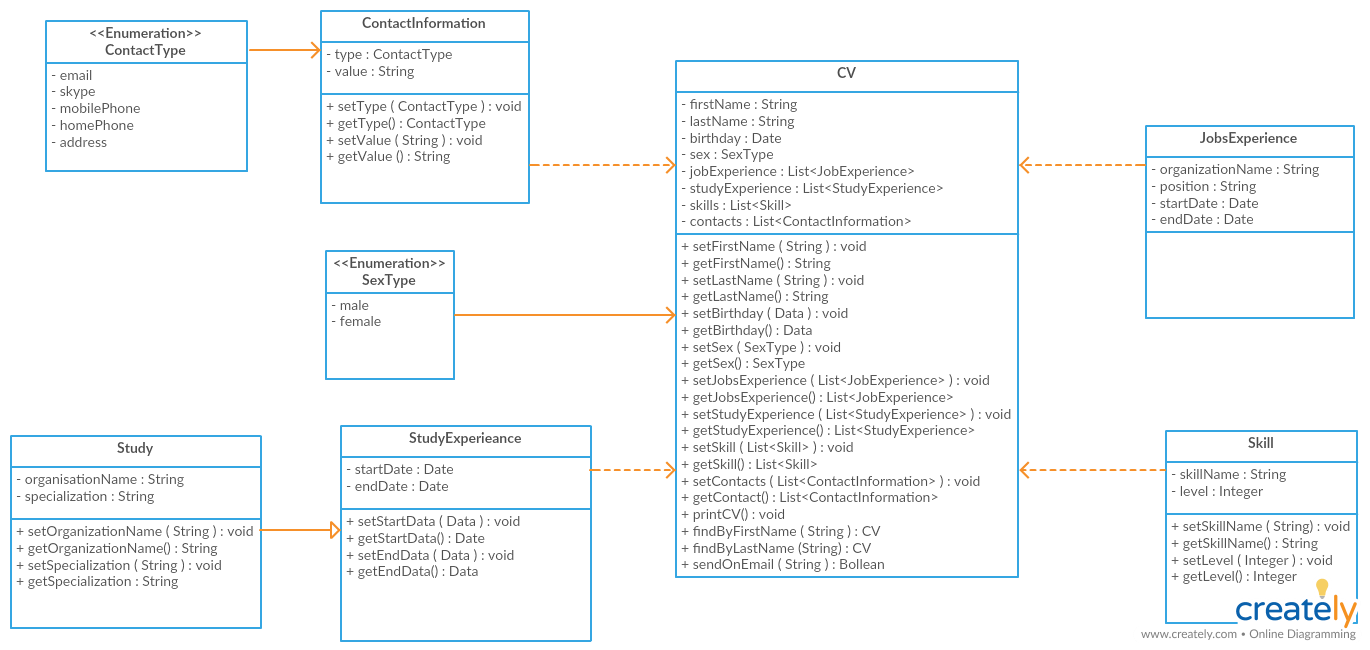 <<Enumeration>>
ContactType
- email
- skype
- mobilePhone
- homePhone
- address
ContactInformation
- type : ContactType
- value : String
+ setType ( ContactType ) : void
+ getType() : ContactType
+ setValue ( String ) : void
+ getValue () : String
<<Enumeration>>
SexType
- male
- female
Study
- organisationName : String
- specialization : String
+ setOrganizationName ( String ) : void
+ getOrganizationName() : String
+ setSpecialization ( String ) : void
+ getSpecialization : String
StudyExperieance
- startDate : Date
- endDate : Date
+ setStartData ( Data ) : void
+ getStartData() : Date
+ setEndData ( Data ) : void
+ getEndData() : Data
CV
- firstName : String
- lastName : String
- birthday : Date
- sex : SexType
- jobExperience : List<JobExperience>
- studyExperience : List<StudyExperience>
- skills : List<Skill>
- contacts : List<ContactInformation>
+ setFirstName ( String ) : void
+ getFirstName() : String
+ setLastName ( String ) : void
+ getLastName() : String
+ setBirthday ( Data ) : void
+ getBirthday() : Data
+ setSex ( SexType ) : void
+ getSex() : SexType
+ setJobsExperience ( List<JobExperience> ) : void
+ getJobsExperience() : List<JobExperience>
+ setStudyExperience ( List<StudyExperience> ) : void
+ getStudyExperience() : List<StudyExperience>
+ setSkill ( List<Skill> ) : void
+ getSkill() : List<Skill>
+ setContacts ( List<ContactInformation> ) : void
+ getContact() : List<ContactInformation>
+ printCV() : void
+ findByFirstName ( String ) : CV
+ findByLastName (String) : CV
+ sendOnEmail ( String ) : Bollean
JobsExperience
- organizationName : String
- position : String
- startDate : Date
- endDate : Date
Skill
- skillName : String
- level : Integer
+ setSkillName ( String) : void
+ getSkillName() : String
+ setLevel ( Integer ) : void
+ getLevel() : Integer
creately
www.creately.com • Online Diagramming